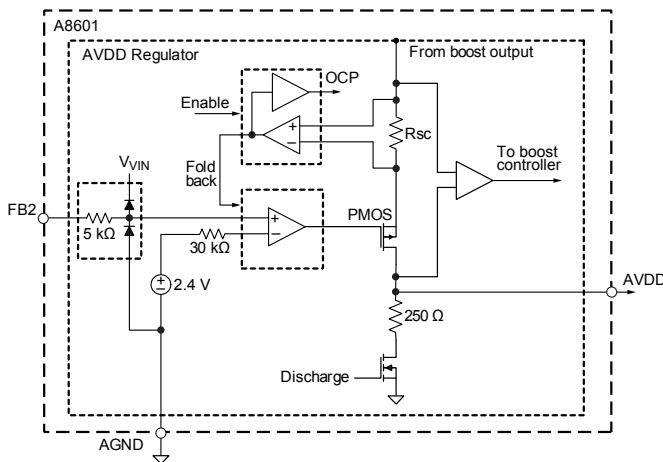 A8601
AVDD Regulator
From boost output
OCP
Enable
+
−
Rsc
To boost
controller
Fold
back
VVIN
FB2
5 kΩ
+
−
30 kΩ
PMOS
+
−
2.4 V
AVDD
250 Ω
Discharge
AGND